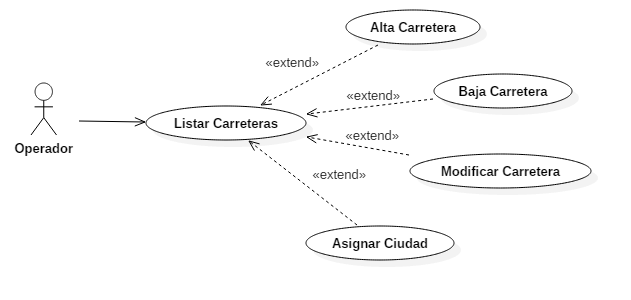 Alta Carretera
«extend»
Baja Carretera
«extend»
Listar Carreteras
«extend»
Operador
Modificar Carretera
«extend»
Asignar Ciudad